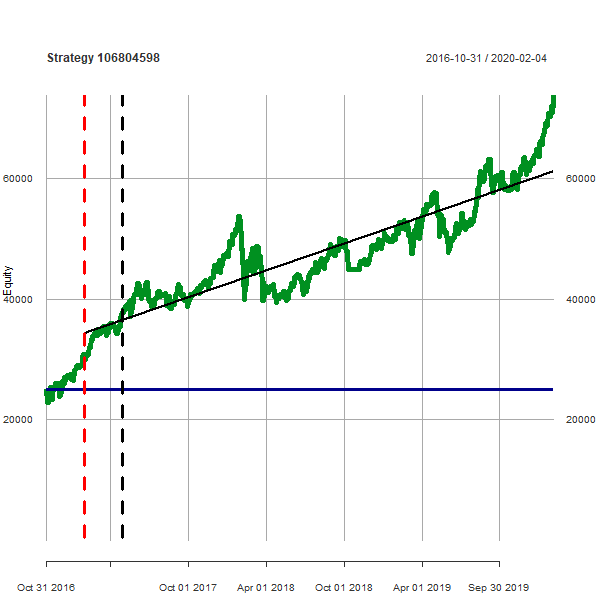 Strategy 106804598
2016-10-31 / 2020-02-04
60000
60000
Equity
40000
40000
20000
20000
Oct 31 2016
Oct 01 2017
Apr 01 2018
Oct 01 2018
Apr 01 2019
Sep 30 2019